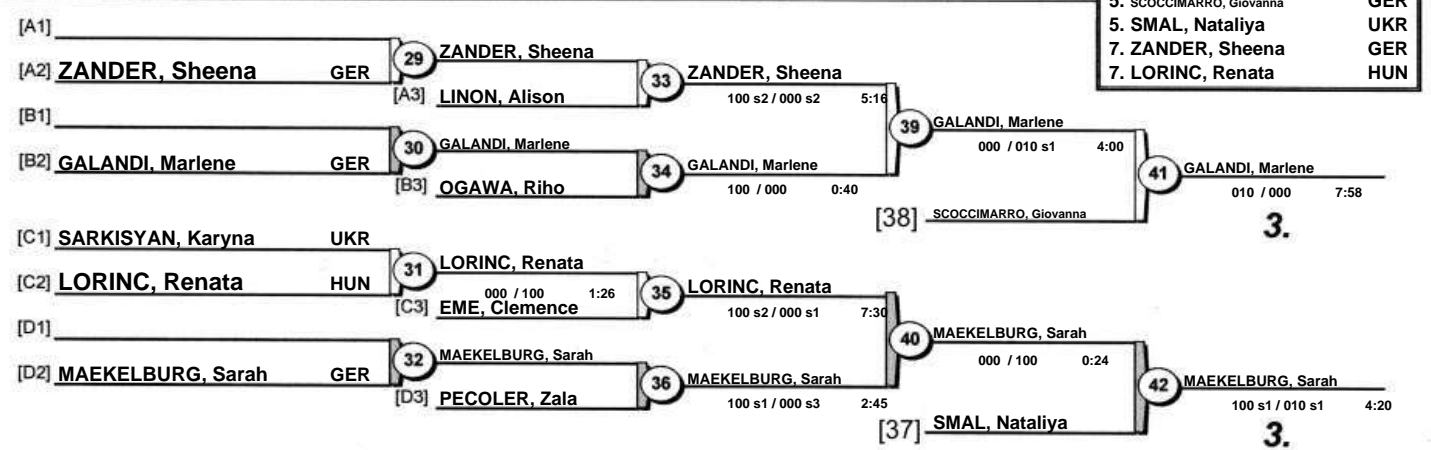 5. SCOCCIMARRO, Giovanna GER
5. SMAL, Nataliya UKR
7. ZANDER, Sheena GER
7. LORINC, Renata HUN
[A1]
[A2] ZANDER, Sheena GER
29
ZANDER, Sheena
[A3] LINON, Alison
33
ZANDER, Sheena
100 s2 / 000 s2 5:16
[B1]
[B2] GALANDI, Marlene GER
30
GALANDI, Marlene
[B3] OGAWA, Riho
34
GALANDI, Marlene
100 / 000 0:40
39
GALANDI, Marlene
000 / 010 s1 4:00
[38] SCOCCIMARRO, Giovanna
41
GALANDI, Marlene
010 / 000 7:58
3.
[C1] SARKISYAN, Karyna UKR
[C2] LORINC, Renata HUN
31
LORINC, Renata
000 / 100 1:26
[C3] EME, Clemence
35
LORINC, Renata
100 s2 / 000 s1 7:30
[D1]
[D2] MAEKELBURG, Sarah GER
32
MAEKELBURG, Sarah
[D3] PECOLER, Zala
36
MAEKELBURG, Sarah
100 s1 / 000 s3 2:45
40
MAEKELBURG, Sarah
000 / 100 0:24
[37] SMAL, Nataliya
42
MAEKELBURG, Sarah
100 s1 / 010 s1 4:20
3.